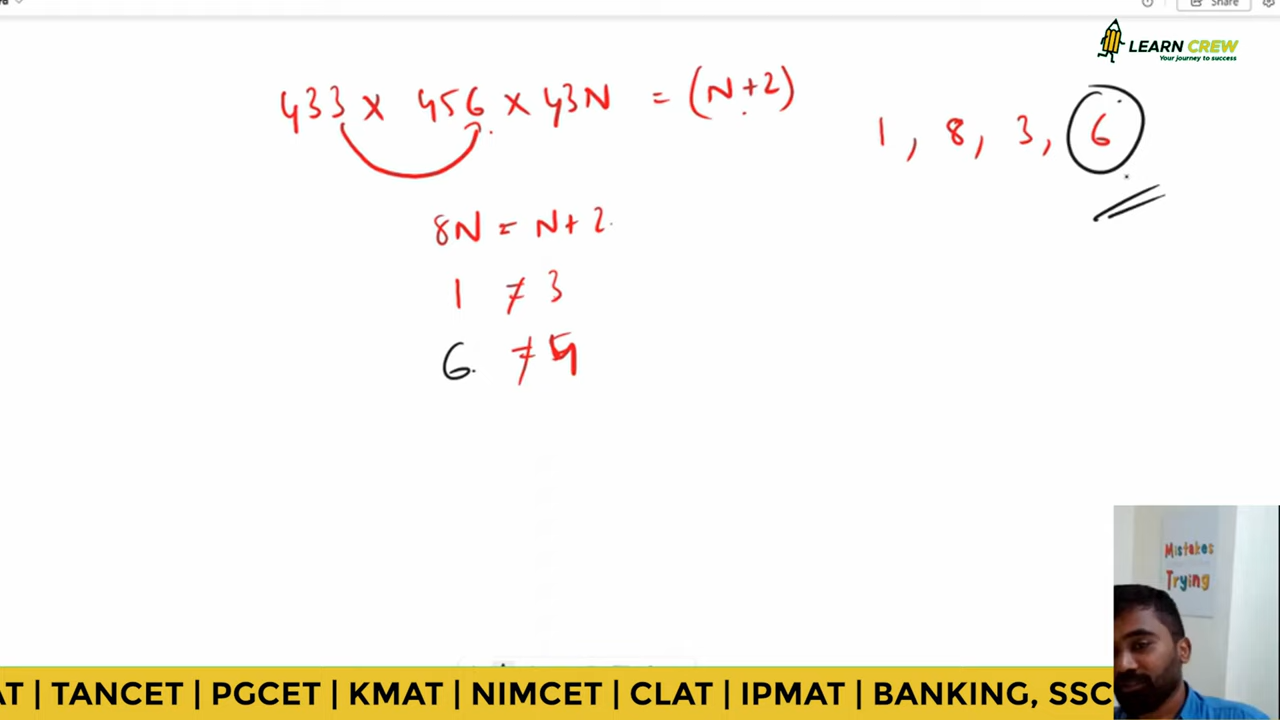 Share
LEARN CREW
Your journey to success
433 × 456 × 43N = (N+2)
1, 8, 3, 6
8N = N+2
1 ≠ 3
6 ≠
Mistakes
Trying
AT | TANCET | PGCET | KMAT | NIMCET | CLAT | IPMAT | BANKING, SSC